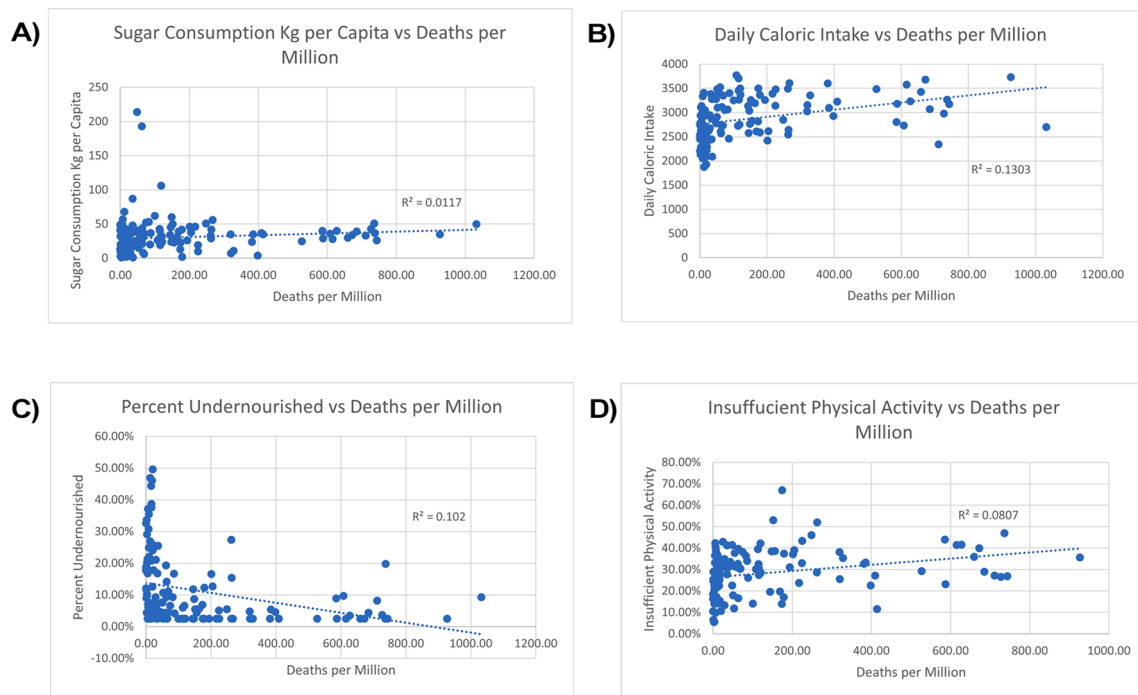 A)
Sugar Consumption Kg per Capita vs Deaths per
Million
Sugar Consumption Kg per Capita
250
200
150
100
50
0
R² = 0.0117
0.00 200.00 400.00 600.00 800.00 1000.00 1200.00
Deaths per Million
B)
Daily Caloric Intake vs Deaths per Million
Daily Caloric Intake
4000
3500
3000
2500
2000
1500
1000
500
0
R² = 0.1303
0.00 200.00 400.00 600.00 800.00 1000.00 1200.00
Deaths per Million
C)
Percent Undernourished vs Deaths per Million
Percent Undernourished
60.00%
50.00%
40.00%
30.00%
20.00%
10.00%
0.00%
-10.00%
R² = 0.102
0.00 200.00 400.00 600.00 800.00 1000.00 1200.00
Deaths per Million
D)
Insuffucient Physical Activity vs Deaths per
Million
Insufficient Physical Activity
80.00%
70.00%
60.00%
50.00%
40.00%
30.00%
20.00%
10.00%
0.00%
R² = 0.0807
0.00 200.00 400.00 600.00 800.00 1000.00
Deaths per Million